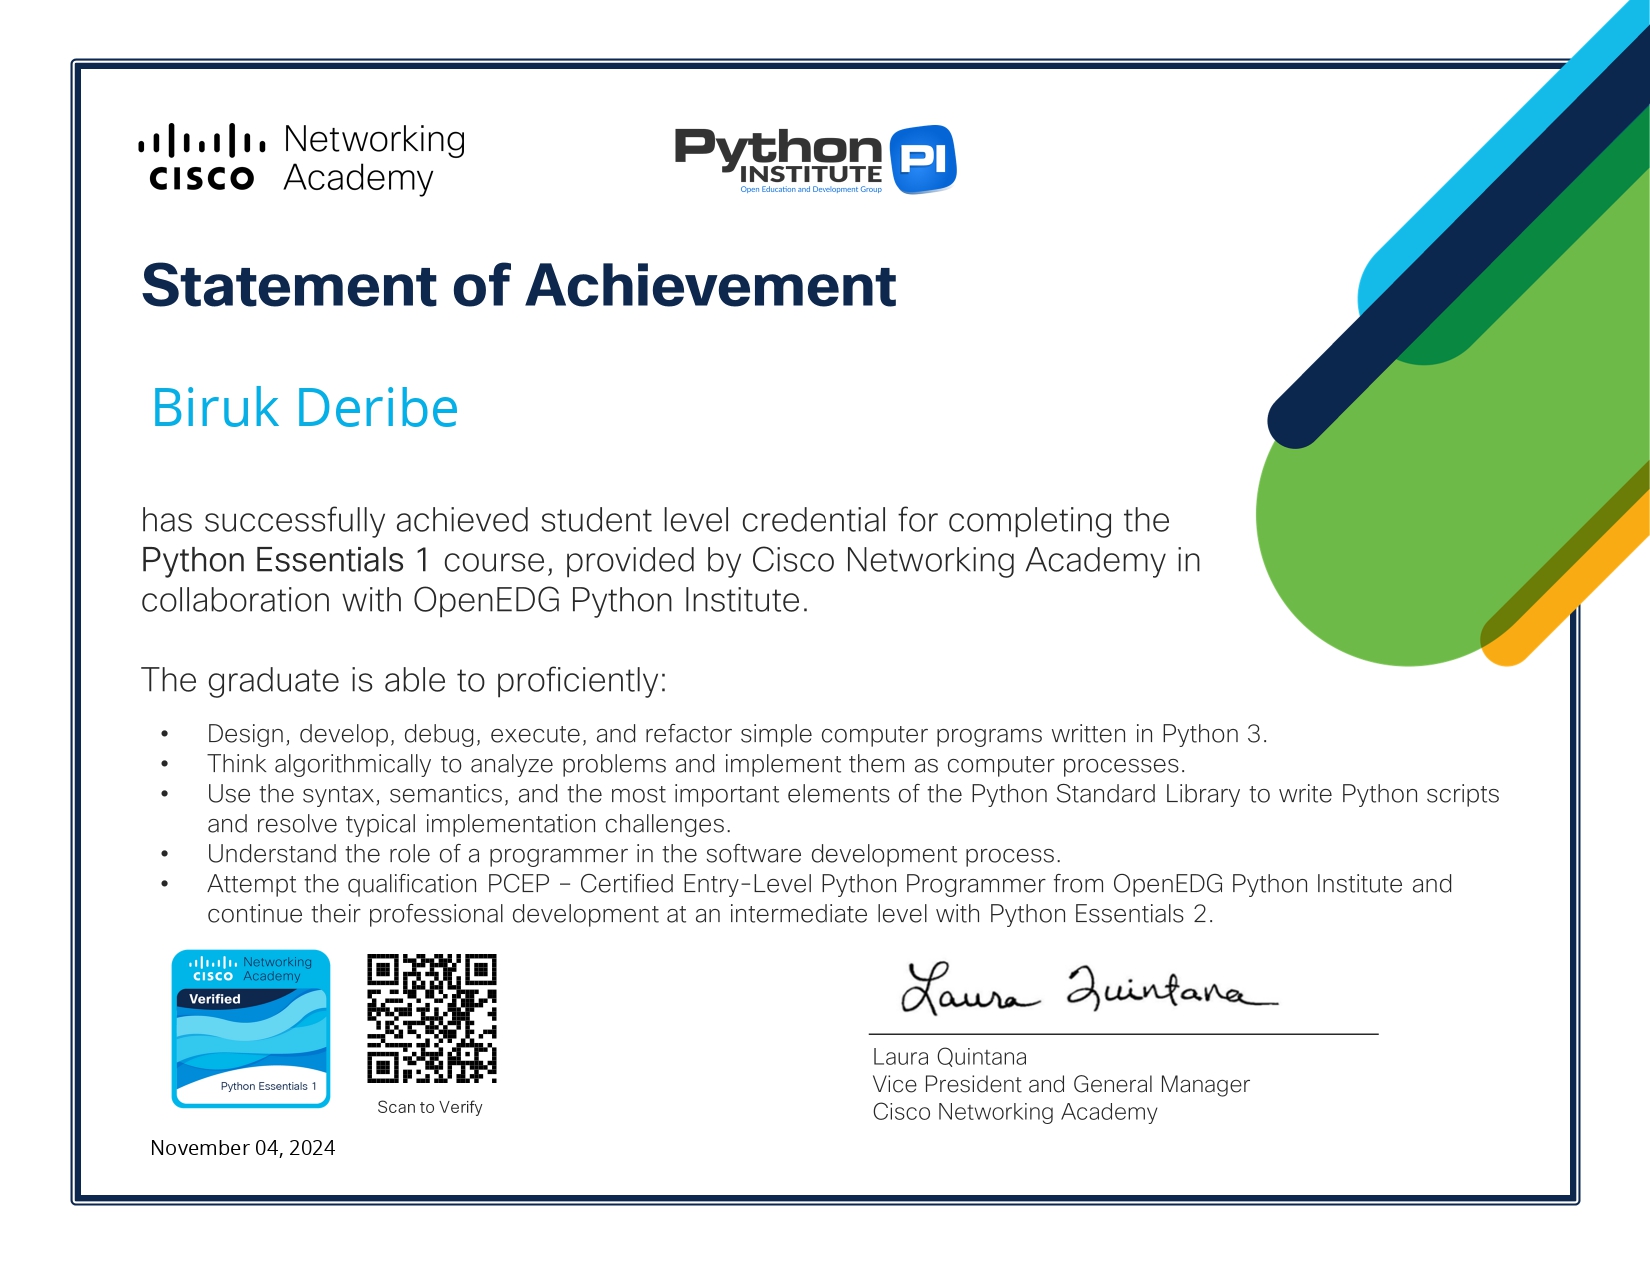 CISCO
Networking
Academy
Python
INSTITUTE
Open Education and Development Group
PI
Statement of Achievement
Biruk Deribe
has successfully achieved student level credential for completing the
Python Essentials 1 course, provided by Cisco Networking Academy in
collaboration with OpenEDG Python Institute.
The graduate is able to proficiently:
• Design, develop, debug, execute, and refactor simple computer programs written in Python 3.
• Think algorithmically to analyze problems and implement them as computer processes.
• Use the syntax, semantics, and the most important elements of the Python Standard Library to write Python scripts
and resolve typical implementation challenges.
• Understand the role of a programmer in the software development process.
• Attempt the qualification PCEP – Certified Entry-Level Python Programmer from OpenEDG Python Institute and
continue their professional development at an intermediate level with Python Essentials 2.
CISCO
Networking
Academy
Verified
Python Essentials 1
Scan to Verify
November 04, 2024
Laura Quintana
Laura Quintana
Vice President and General Manager
Cisco Networking Academy